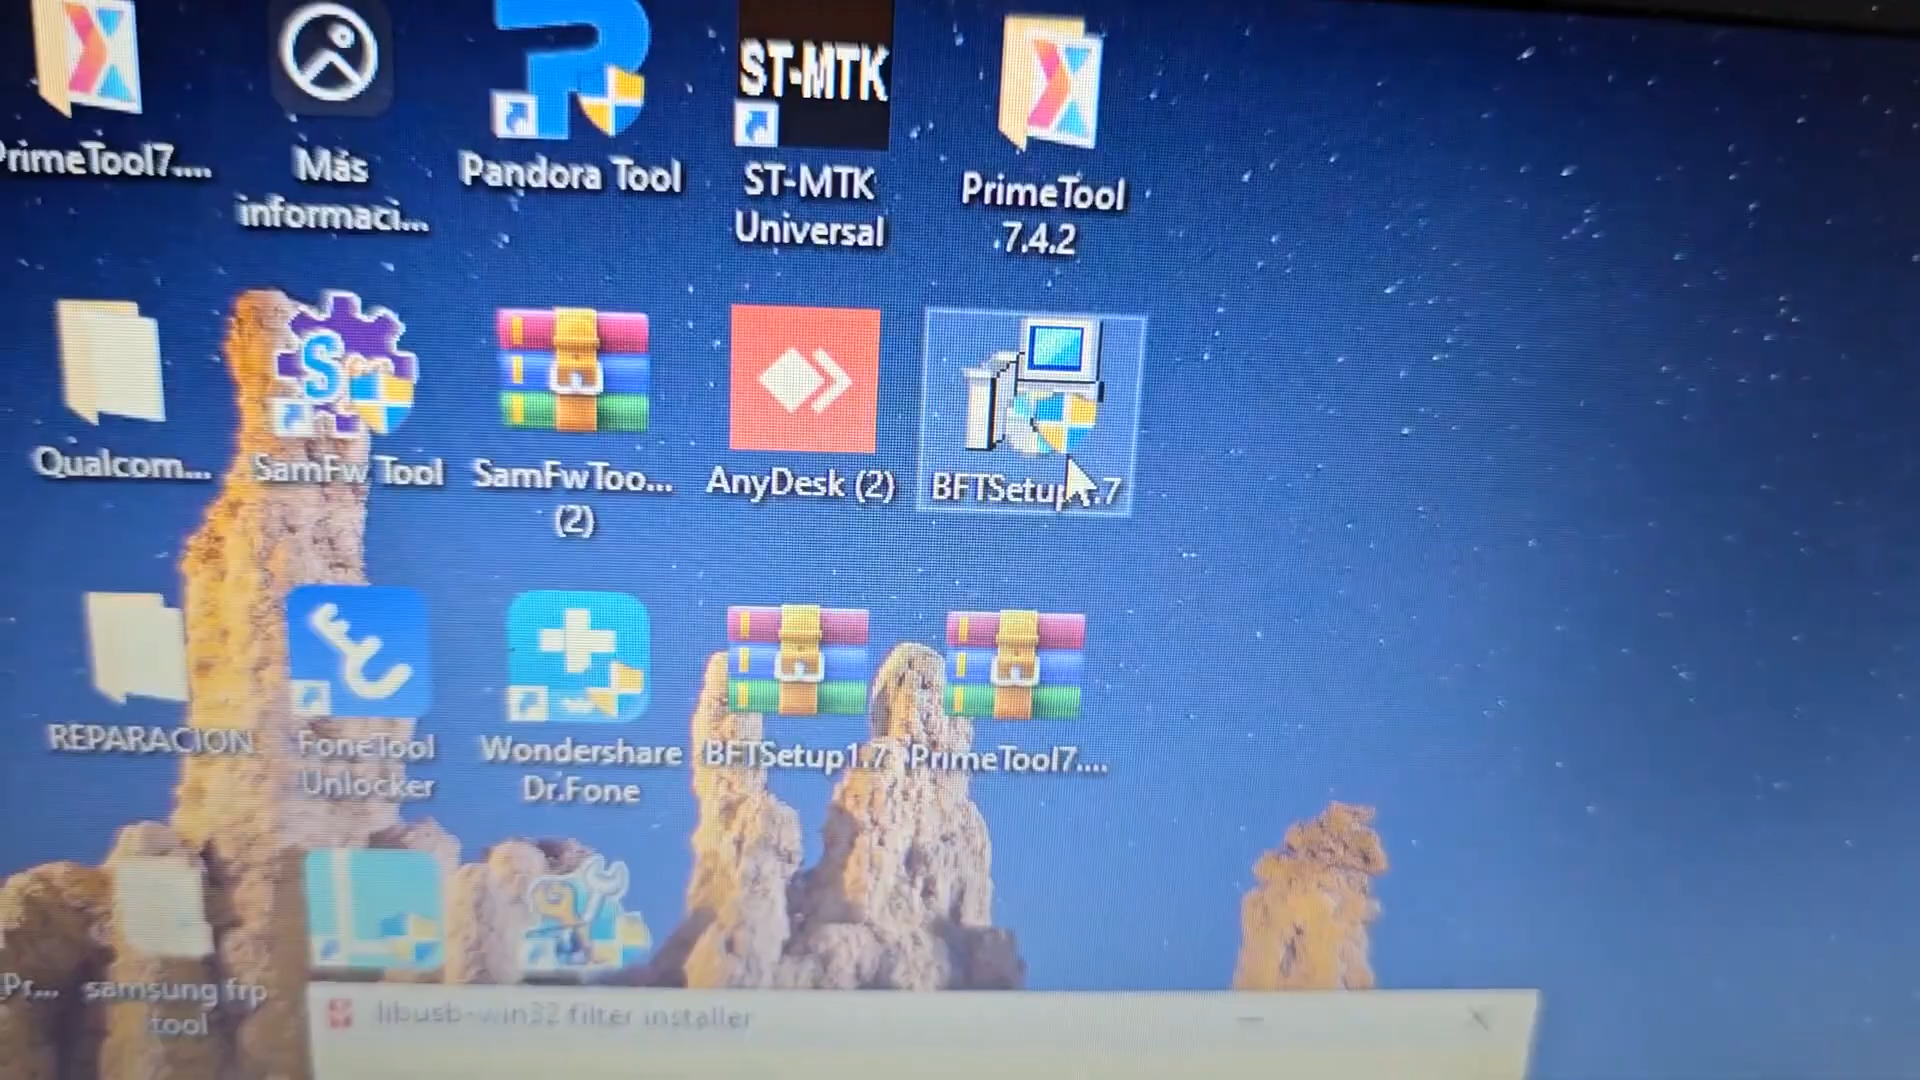 PrimeTool7....
Más
informaci...
Pandora Tool
ST-MTK
ST-MTK
Universal
PrimeTool
7.4.2
Qualcom...
S
SamFw Tool
SamFwToo...
(2)
AnyDesk (2)
BFTSetup1.7
REPARACION
FoneTool
Unlocker
Wondershare
Dr.Fone
BFTSetup1.7
PrimeTool7....
Pr...
samsung frp
tool
libusb-win32 filter installer